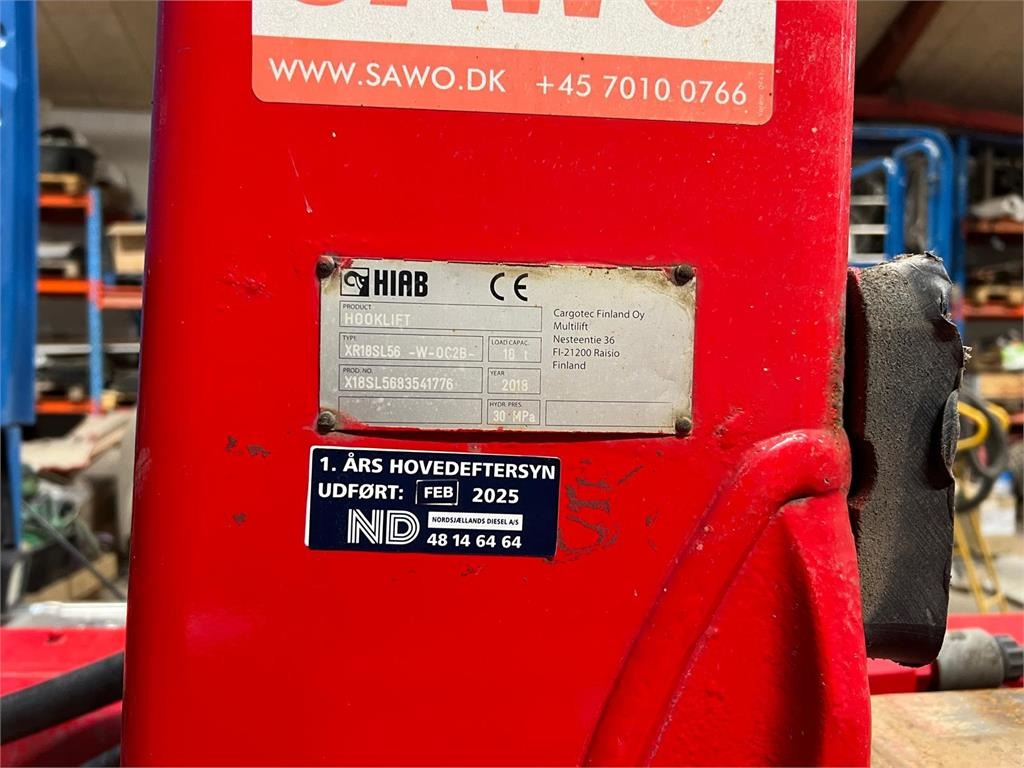 SAWO
WWW.SAWO.DK +45 7010 0766
HIAB CE
PRODUCT
HOOKLIFT
TYPE
XR18SL56 -W-0C2B-
LOAD CAPAC.
18 t
PROD. NO.
X18SL5683541776
YEAR
2018
HYDR. PRES.
30 MPa
Cargotec Finland Oy
Multilift
Nesteentie 36
FI-21200 Raisio
Finland
1. ÅRS HOVEDEFTERSYN
UDFØRT: FEB 2025
ND NORDSJÆLLANDS DIESEL A/S
48 14 64 64